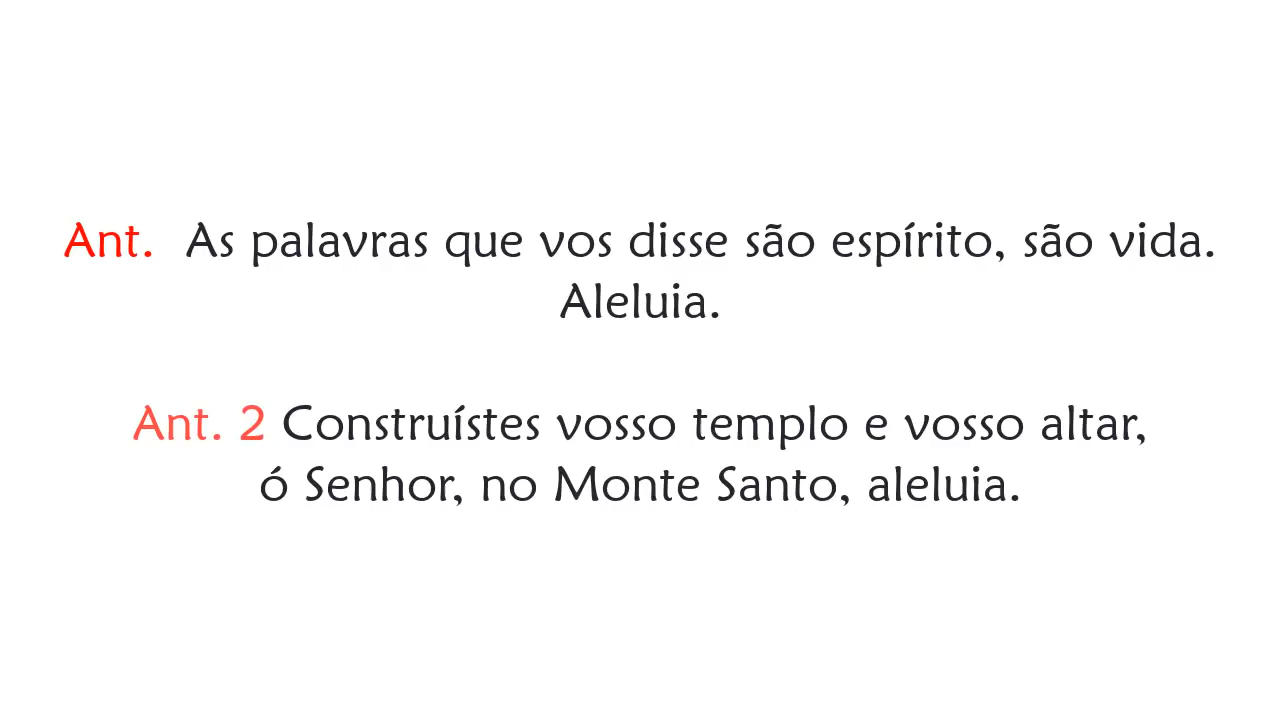 Ant. As palavras que vos disse são espírito, são vida.
Aleluia.
Ant. 2 Construístes vosso templo e vosso altar,
ó Senhor, no Monte Santo, aleluia.